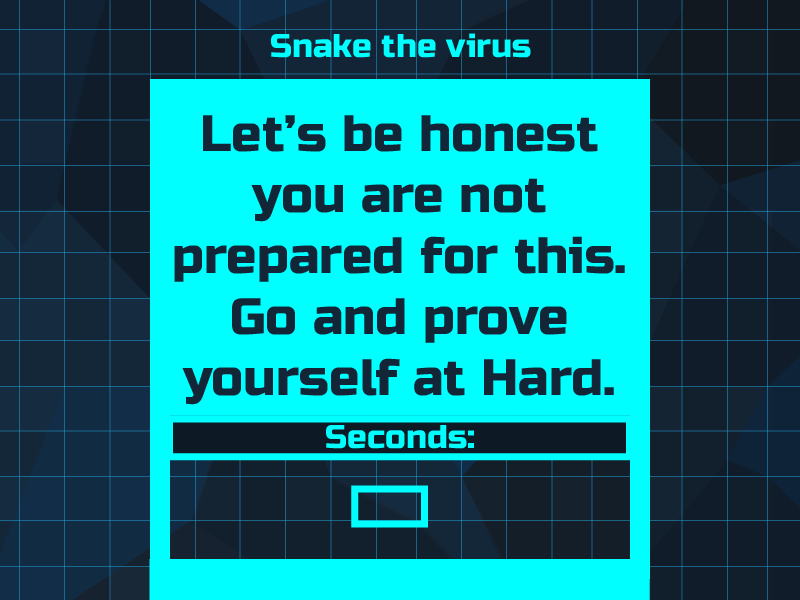 Snake the virus
Let’s be honest
you are not
prepared for this.
Go and prove
yourself at Hard.
Seconds: